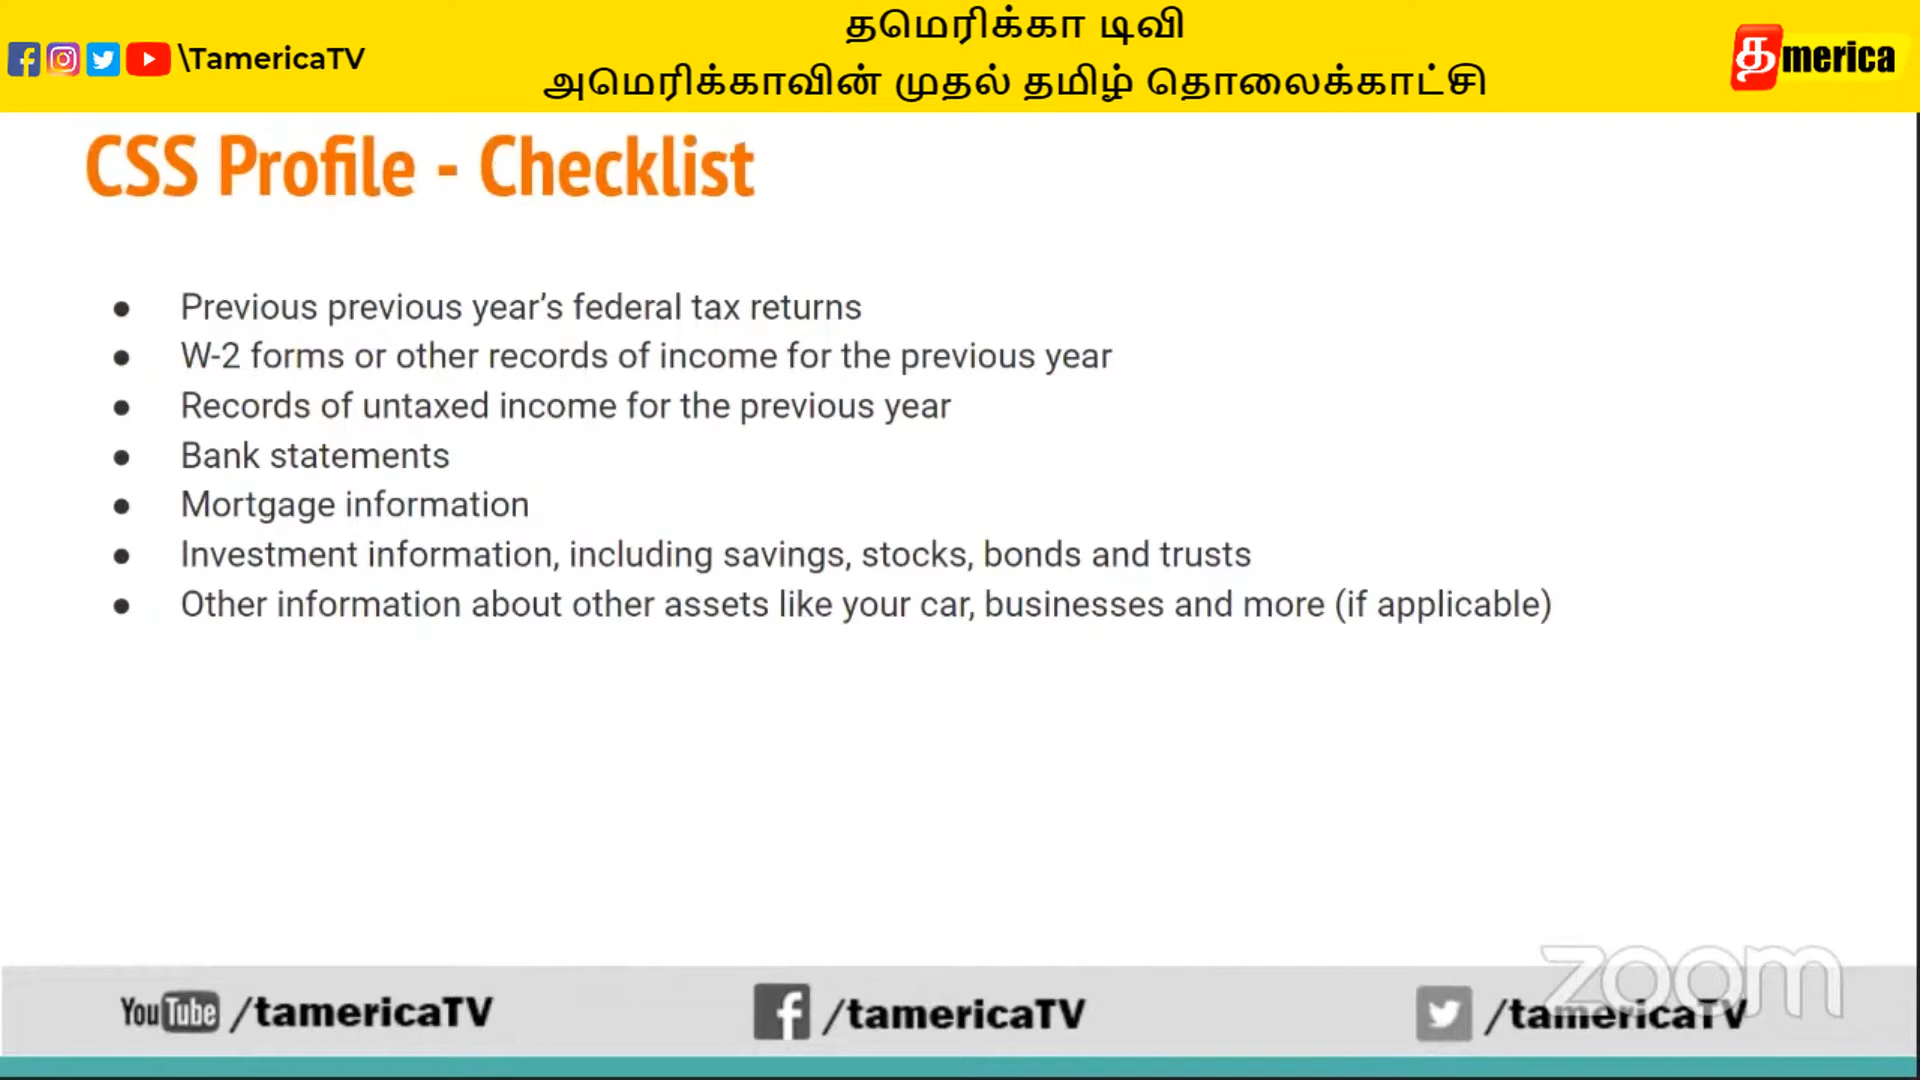 தமெரிக்கா டிவி
\TamericaTV
அமெரிக்காவின் முதல் தமிழ் தொலைக்காட்சி
தmerica
CSS Profile - Checklist
● Previous previous year’s federal tax returns
● W-2 forms or other records of income for the previous year
● Records of untaxed income for the previous year
● Bank statements
● Mortgage information
● Investment information, including savings, stocks, bonds and trusts
● Other information about other assets like your car, businesses and more (if applicable)
zoom
YouTube /tamericaTV
/tamericaTV
/tamericaTV